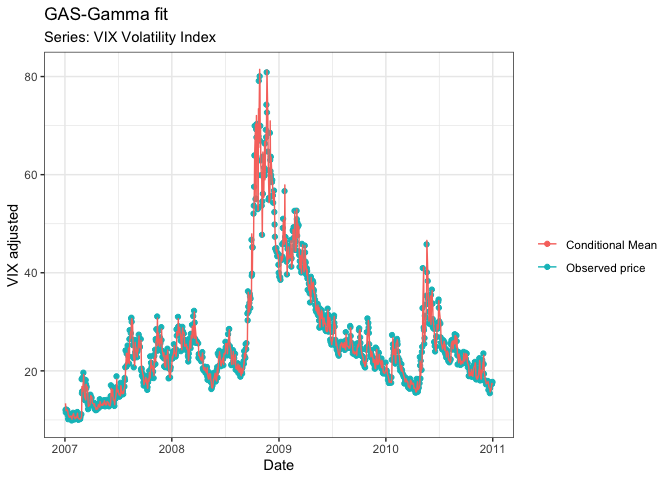 GAS-Gamma fit
Series: VIX Volatility Index
80
60
40
20
VIX adjusted
2007
2008
2009
2010
2011
Date
Conditional Mean
Observed price